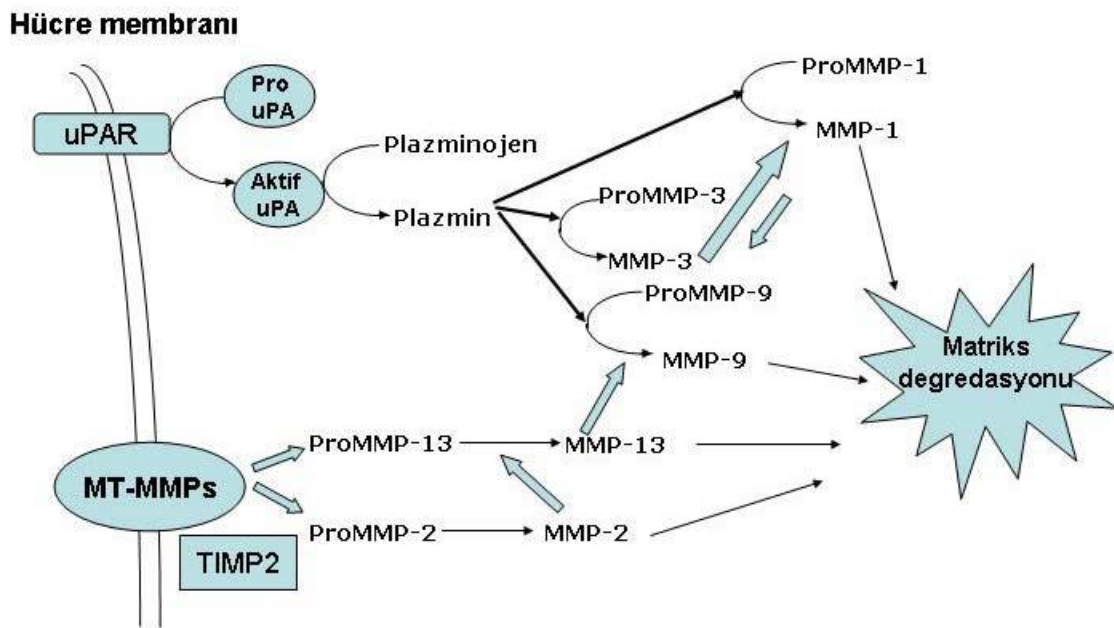 Hücre membranı
Pro
uPA
uPAR
Aktif
uPA
Plazminojen
Plazmin
ProMMP-1
MMP-1
ProMMP-3
MMP-3
ProMMP-9
MMP-9
Matriks
degredasyonu
ProMMP-13
MMP-13
MT-MMPs
ProMMP-2
MMP-2
TIMP2